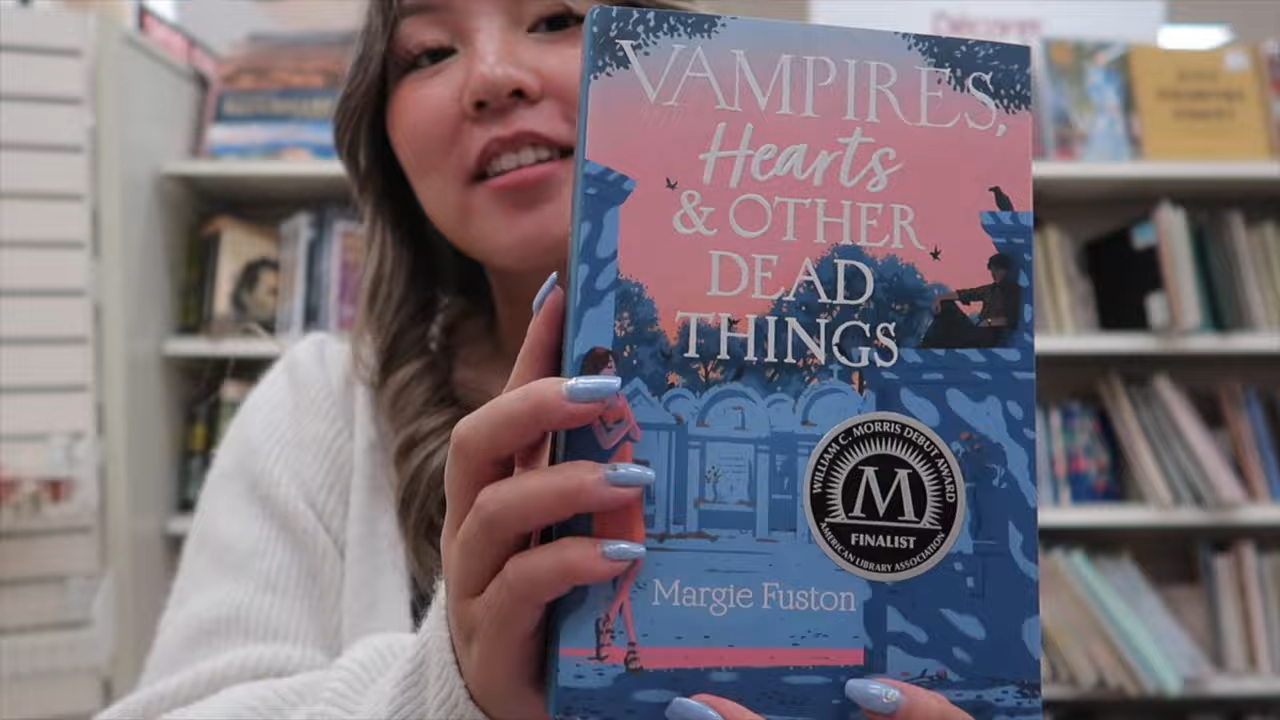 VAMPIRES,
Hearts
& OTHER
DEAD
THINGS
WILLIAM C. MORRIS DEBUT AWARD
M
FINALIST
AMERICAN LIBRARY ASSOCIATION
Margie Fuston